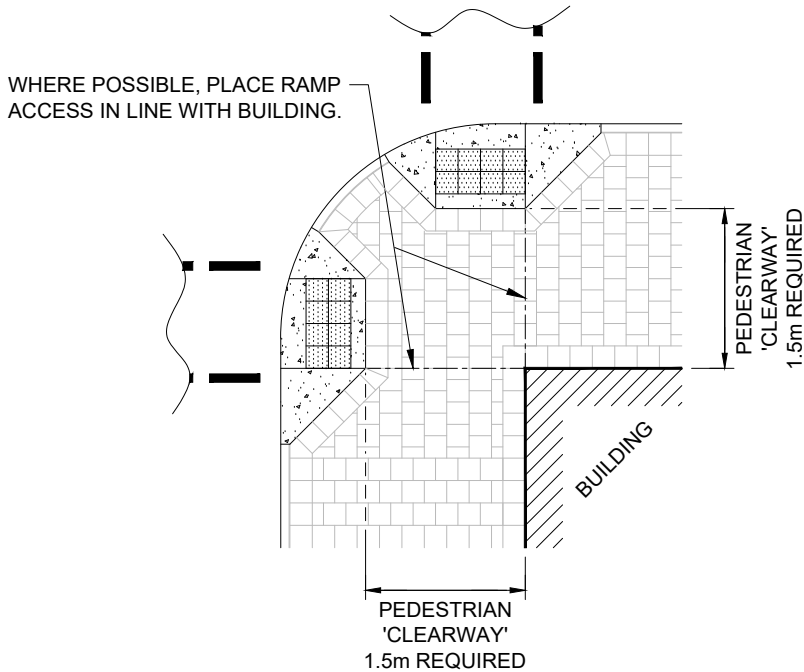 WHERE POSSIBLE, PLACE RAMP
ACCESS IN LINE WITH BUILDING.
PEDESTRIAN
'CLEARWAY'
1.5m REQUIRED
BUILDING
PEDESTRIAN
'CLEARWAY'
1.5m REQUIRED